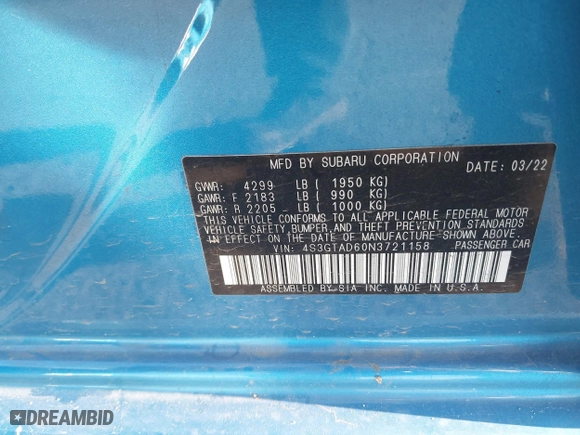 MFD BY SUBARU CORPORATION DATE: 03/22
GVWR: 4299 LB ( 1950 KG)
GAWR: F 2183 LB ( 990 KG)
GAWR: R 2205 LB ( 1000 KG)
THIS VEHICLE CONFORMS TO ALL APPLICABLE FEDERAL MOTOR
VEHICLE SAFETY, BUMPER, AND THEFT PREVENTION STANDARDS
IN EFFECT ON THE DATE OF MANUFACTURE SHOWN ABOVE.
VIN: 4S3GTAD60N3721158 PASSENGER CAR
ASSEMBLED BY SIA INC. MADE IN U.S.A.
DREAMBID